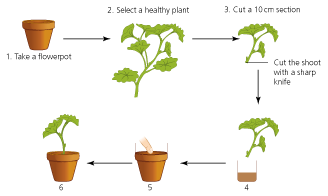 2. Select a healthy plant
3. Cut a 10 cm section
1. Take a flowerpot
Cut the shoot
with a sharp
knife
6
5
4